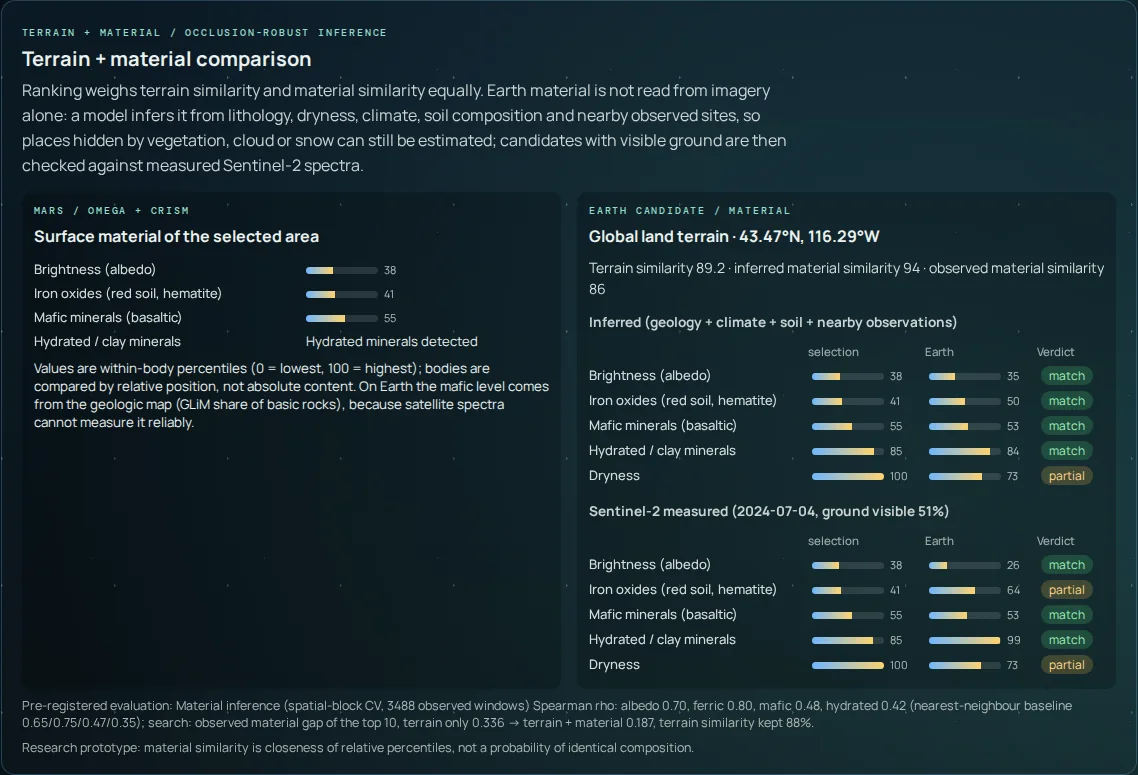 TERRAIN + MATERIAL / OCCLUSION-ROBUST INFERENCE
Terrain + material comparison
Ranking weighs terrain similarity and material similarity equally. Earth material is not read from imagery
alone: a model infers it from lithology, dryness, climate, soil composition and nearby observed sites, so
places hidden by vegetation, cloud or snow can still be estimated; candidates with visible ground are then
checked against measured Sentinel-2 spectra.
MARS / OMEGA + CRISM
Surface material of the selected area
Brightness (albedo) 38
Iron oxides (red soil, hematite) 41
Mafic minerals (basaltic) 55
Hydrated / clay minerals Hydrated minerals detected
Values are within-body percentiles (0 = lowest, 100 = highest); bodies are
compared by relative position, not absolute content. On Earth the mafic level comes
from the geologic map (GLiM share of basic rocks), because satellite spectra
cannot measure it reliably.
EARTH CANDIDATE / MATERIAL
Global land terrain · 43.47°N, 116.29°W
Terrain similarity 89.2 · inferred material similarity 94 · observed material similarity
86
Inferred (geology + climate + soil + nearby observations)
selection Earth Verdict
Brightness (albedo) 38 35 match
Iron oxides (red soil, hematite) 41 50 match
Mafic minerals (basaltic) 55 53 match
Hydrated / clay minerals 85 84 match
Dryness 100 73 partial
Sentinel-2 measured (2024-07-04, ground visible 51%)
selection Earth Verdict
Brightness (albedo) 38 26 match
Iron oxides (red soil, hematite) 41 64 partial
Mafic minerals (basaltic) 55 53 match
Hydrated / clay minerals 85 99 match
Dryness 100 73 partial
Pre-registered evaluation: Material inference (spatial-block CV, 3488 observed windows) Spearman rho: albedo 0.70, ferric 0.80, mafic 0.48, hydrated 0.42 (nearest-neighbour baseline
0.65/0.75/0.47/0.35); search: observed material gap of the top 10, terrain only 0.336 → terrain + material 0.187, terrain similarity kept 88%.
Research prototype: material similarity is closeness of relative percentiles, not a probability of identical composition.